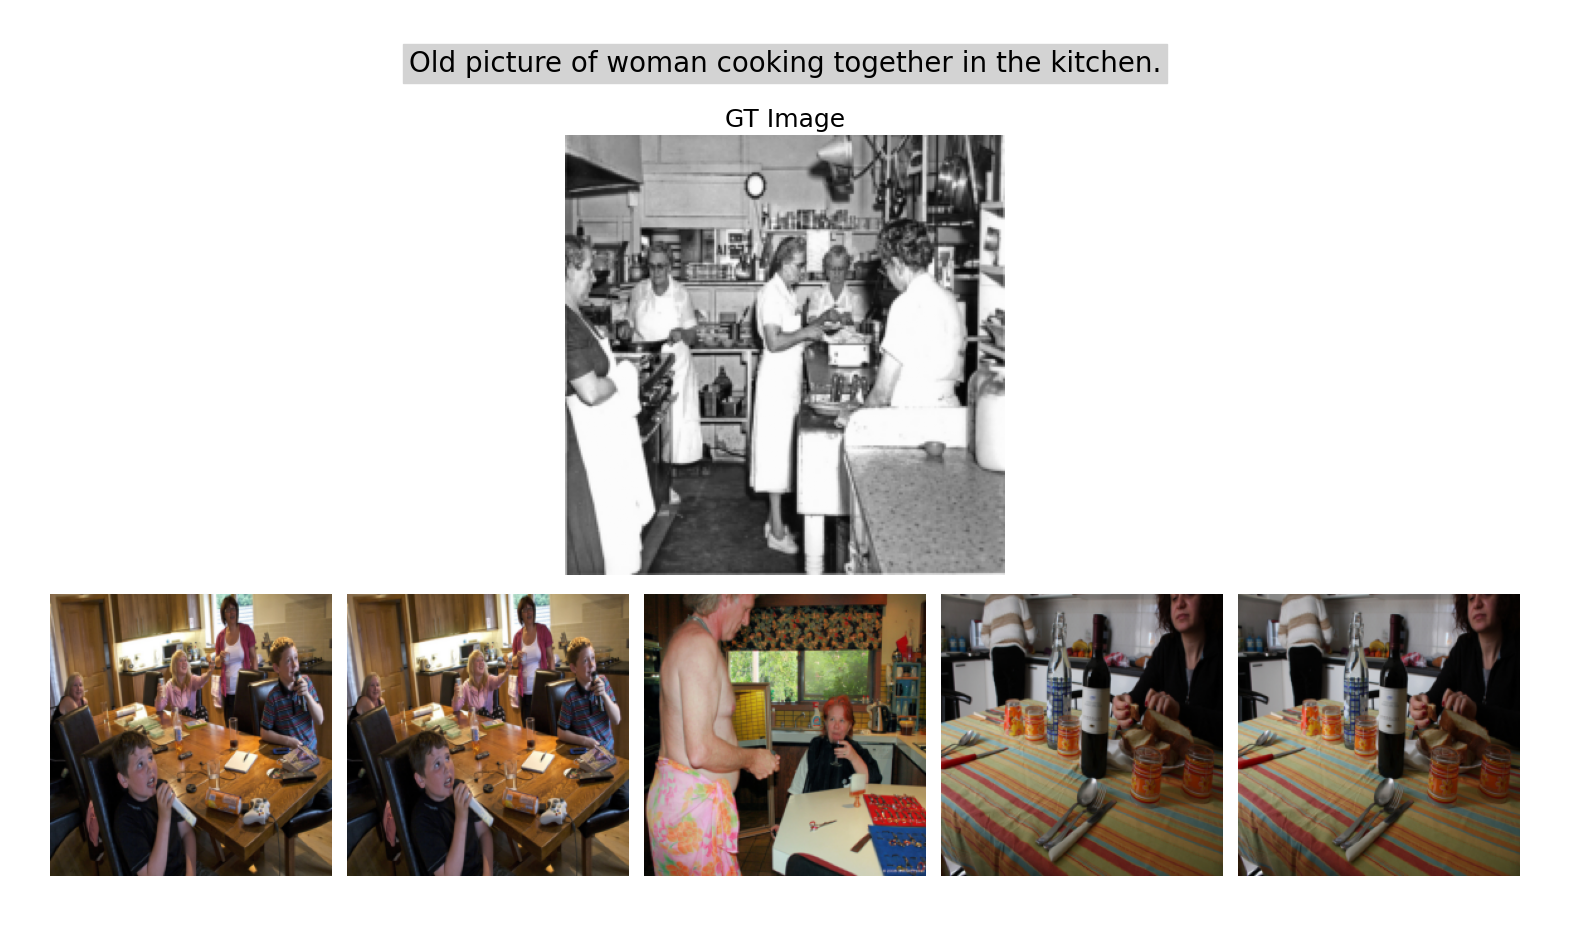 Old picture of woman cooking together in the kitchen.
GT Image